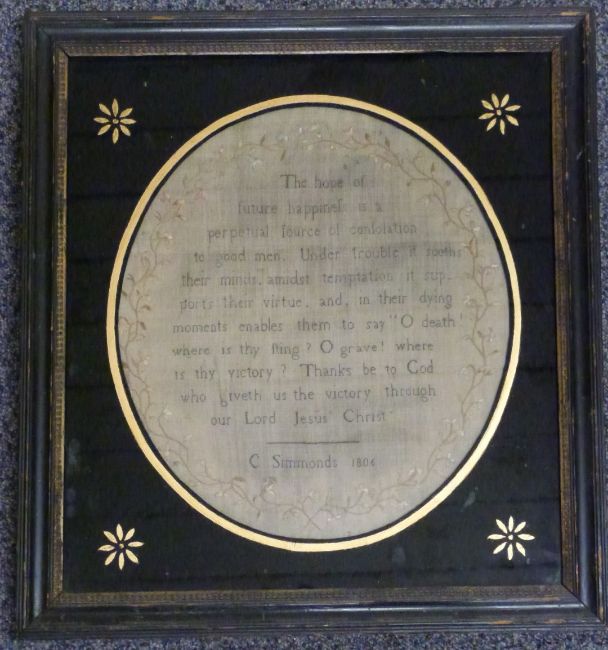 The hope of
future happineſs is a
perpetual ſource of conſolation
to good men. Under trouble it sooths
their minds, amidst temptation it sup-
ports their virtue, and, in their dying
moments enables them to say "O death!
where is thy ſting? O grave! where
is thy victory? Thanks be to God
who giveth us the victory through
our Lord Jesus Christ"
C Simmonds 1806